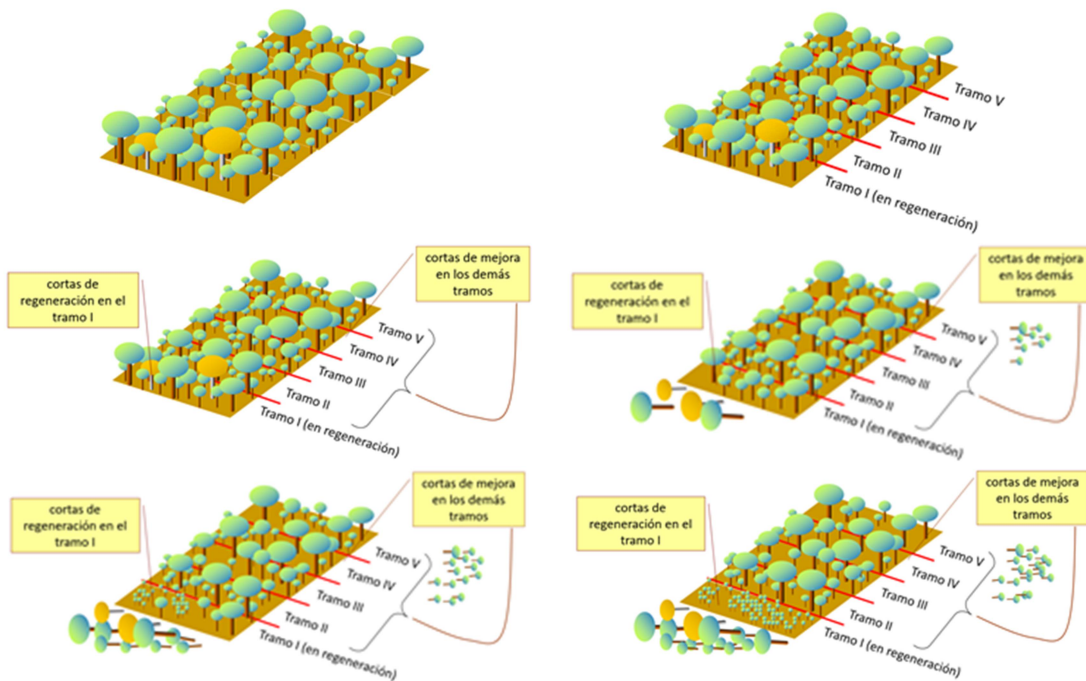 Tramo V
Tramo IV
Tramo III
Tramo II
Tramo I (en regeneración)
cortas de
regeneración en el
tramo I
cortas de mejora
en los demás
tramos
Tramo V
Tramo IV
Tramo III
Tramo II
Tramo I (en regeneración)
cortas de
regeneración en el
tramo I
cortas de mejora
en los demás
tramos
Tramo V
Tramo IV
Tramo III
Tramo II
Tramo I (en regeneración)
cortas de
regeneración en el
tramo I
cortas de mejora
en los demás
tramos
Tramo V
Tramo IV
Tramo III
Tramo II
Tramo I (en regeneración)
cortas de
regeneración en el
tramo I
cortas de mejora
en los demás
tramos
Tramo V
Tramo IV
Tramo III
Tramo II
Tramo I (en regeneración)